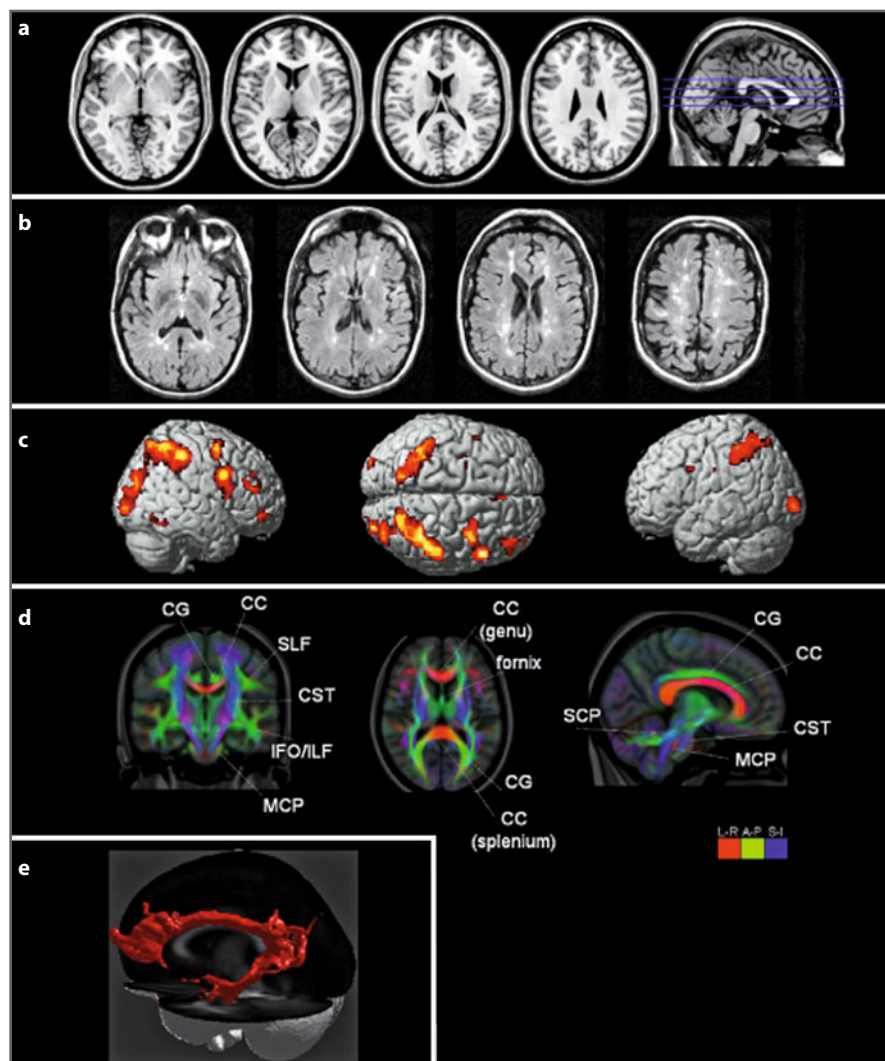 a
b
c
d
CG
CC
SLF
CST
IFO/ILF
MCP
CC
(genu)
fornix
CG
CC
(splenium)
CG
CC
SCP
CST
MCP
L-R A-P S-I
e